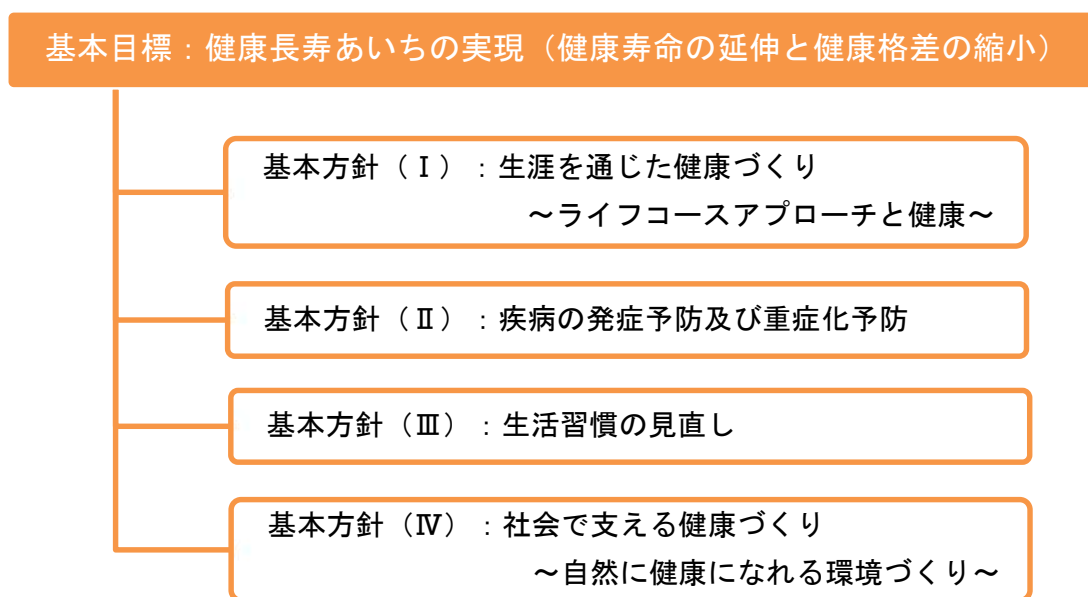 基本目標：健康長寿あいちの実現（健康寿命の延伸と健康格差の縮小）
基本方針（Ⅰ）：生涯を通じた健康づくり
～ライフコースアプローチと健康～
基本方針（Ⅱ）：疾病の発症予防及び重症化予防
基本方針（Ⅲ）：生活習慣の見直し
基本方針（Ⅳ）：社会で支える健康づくり
～自然に健康になれる環境づくり～